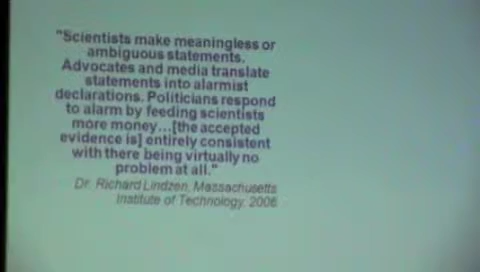 "Scientists make meaningless or
ambiguous statements.
Advocates and media translate
statements into alarmist
declarations. Politicians respond
to alarm by feeding scientists
more money...[the accepted
evidence is] entirely consistent
with there being virtually no
problem at all."
Dr. Richard Lindzen, Massachusetts
Institute of Technology, 2006